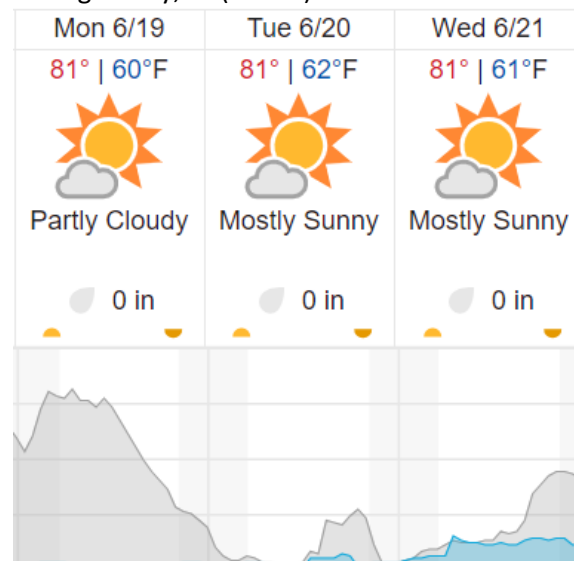 Mon 6/19 Tue 6/20 Wed 6/21
81° | 60°F 81° | 62°F 81° | 61°F
Partly Cloudy Mostly Sunny Mostly Sunny
0 in 0 in 0 in